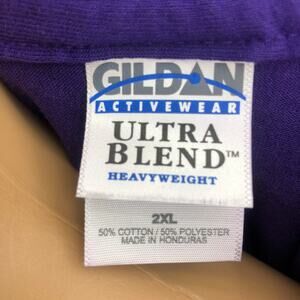 GILDAN
ACTIVEWEAR
ULTRA
BLEND™
HEAVYWEIGHT
2XL
50% COTTON / 50% POLYESTER
MADE IN HONDURAS